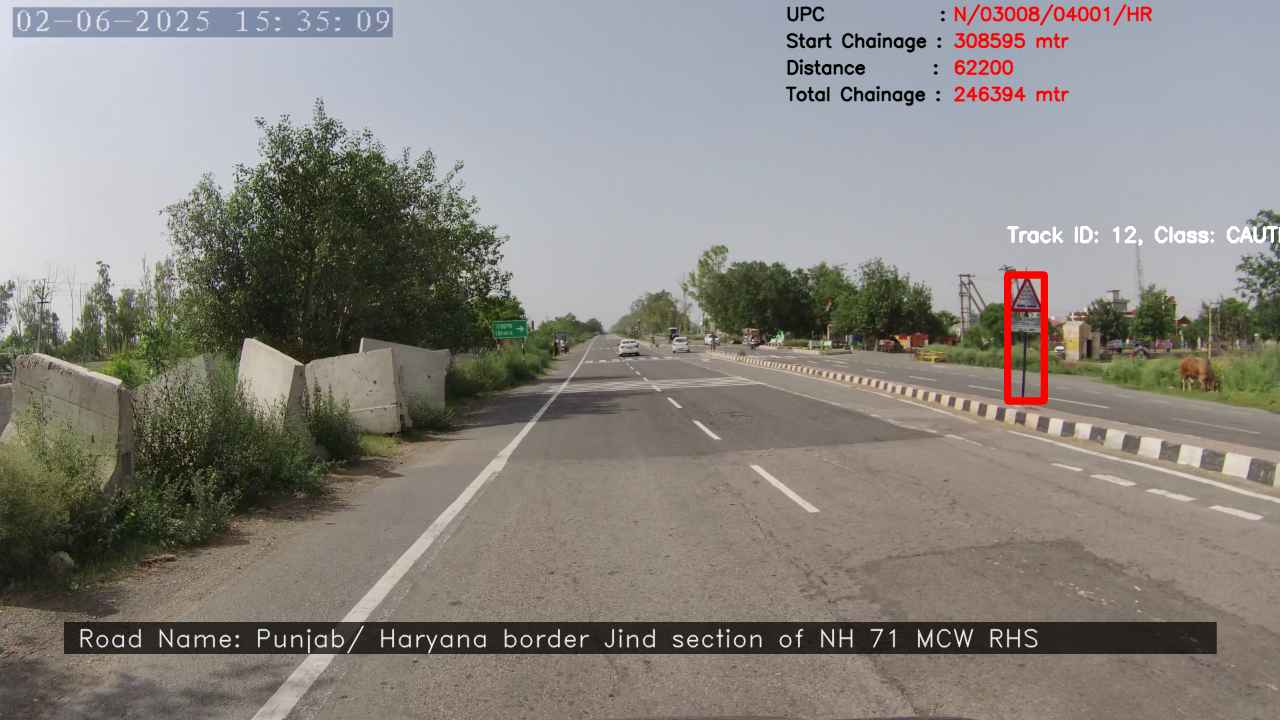 02-06-2025 15:35:09
UPC : N/03008/04001/HR
Start Chainage : 308595 mtr
Distance : 62200
Total Chainage : 246394 mtr
Track ID: 12, Class: CAUTI
Road Name: Punjab/ Haryana border Jind section of NH 71 MCW RHS